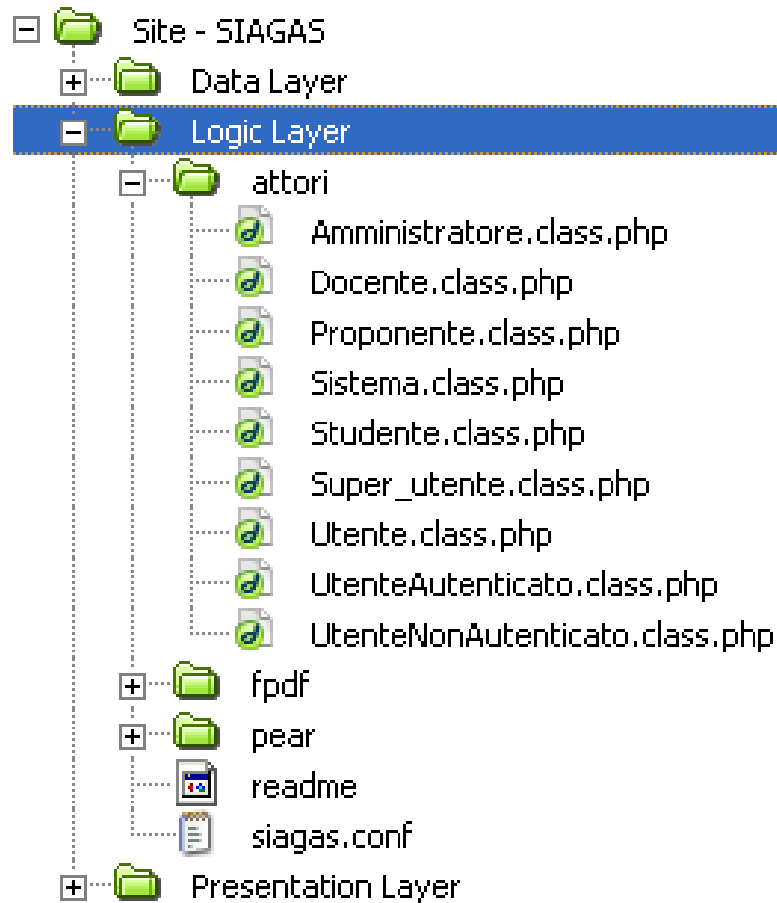 Site - SIAGAS
Data Layer
Logic Layer
attori
Amministratore.class.php
Docente.class.php
Proponente.class.php
Sistema.class.php
Studente.class.php
Super_utente.class.php
Utente.class.php
UtenteAutenticato.class.php
UtenteNonAutenticato.class.php
fpdf
pear
readme
siagas.conf
Presentation Layer